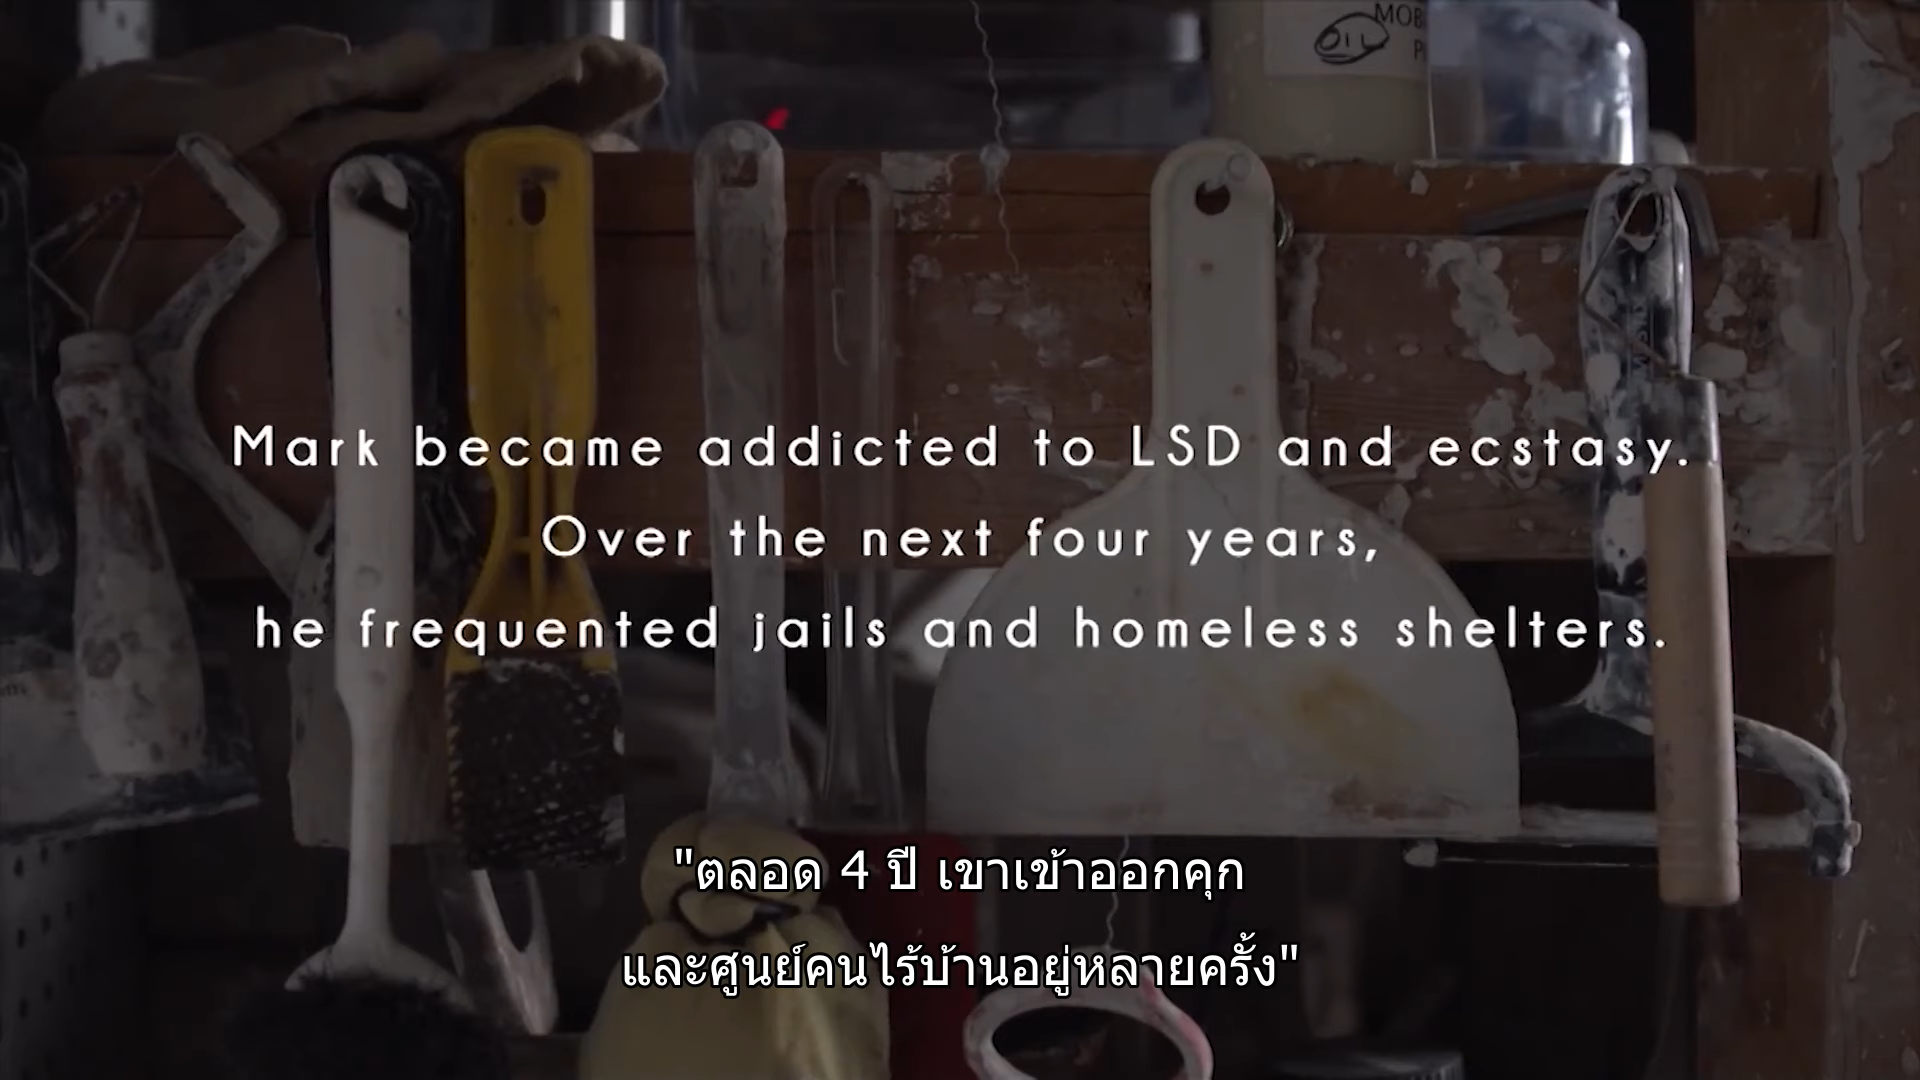 MOB
OIL
P
Mark became addicted to LSD and ecstasy.
Over the next four years,
he frequented jails and homeless shelters.
"ตลอด 4 ปี เขาเข้าออกคุก
และศูนย์คนไร้บ้านอยู่หลายครั้ง"